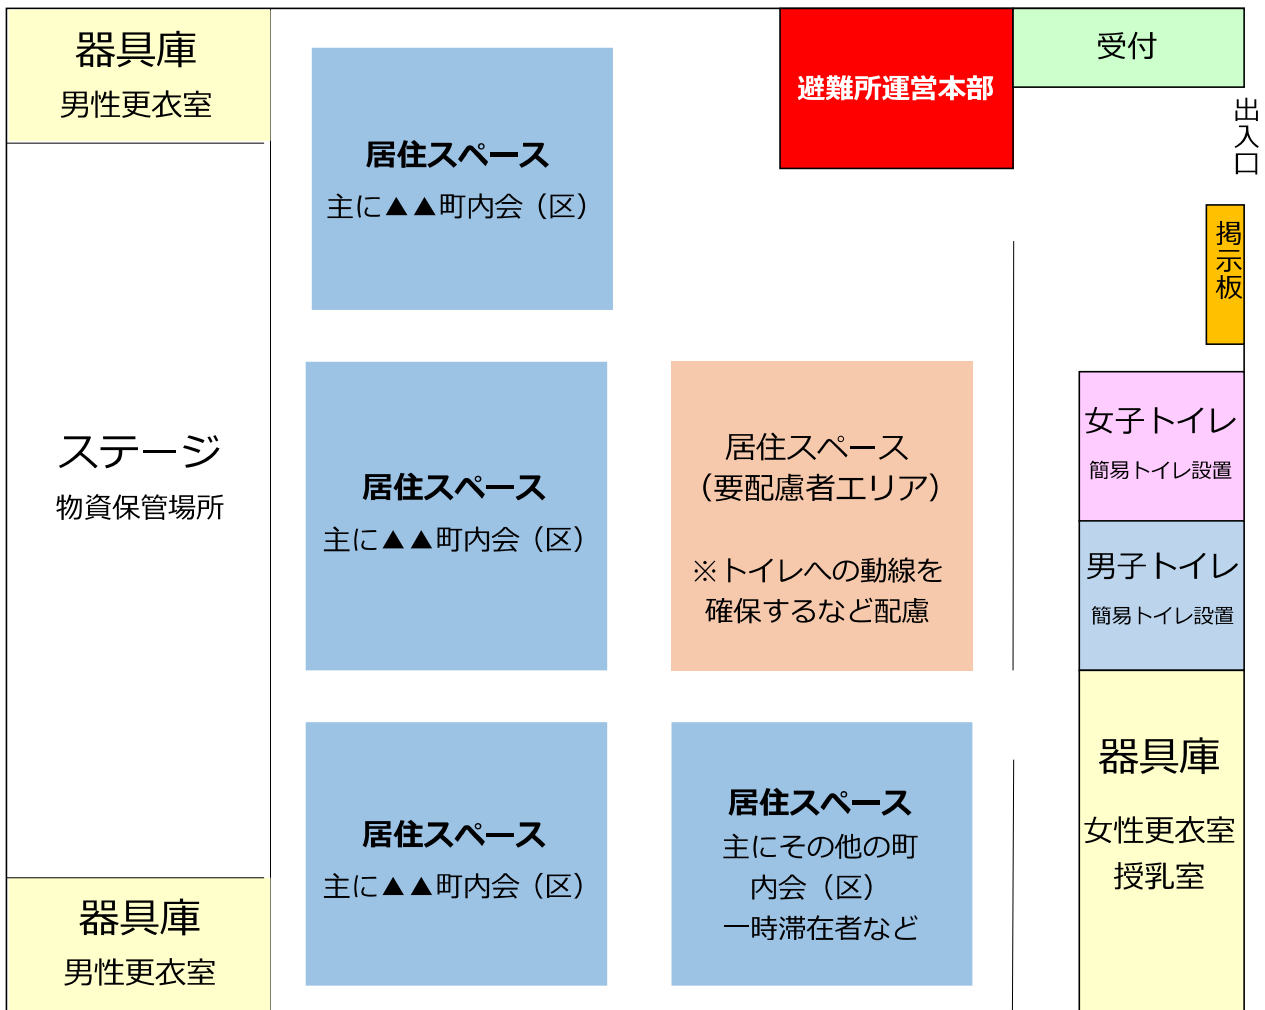 器具庫
男性更衣室
居住スペース
主に▲▲町内会（区）
避難所運営本部
受付
出入口
掲示板
ステージ
物資保管場所
居住スペース
主に▲▲町内会（区）
居住スペース
（要配慮者エリア）
※トイレへの動線を
確保するなど配慮
女子トイレ
簡易トイレ設置
男子トイレ
簡易トイレ設置
器具庫
男性更衣室
居住スペース
主に▲▲町内会（区）
居住スペース
主にその他の町
内会（区）
一時滞在者など
器具庫
女性更衣室
授乳室